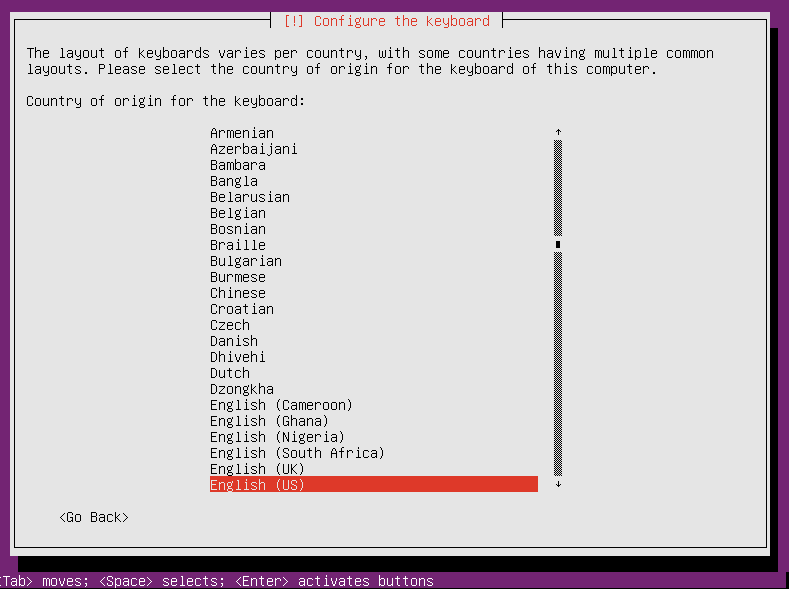 [!] Configure the keyboard
The layout of keyboards varies per country, with some countries having multiple common
layouts. Please select the country of origin for the keyboard of this computer.
Country of origin for the keyboard:
Armenian
Azerbaijani
Bambara
Bangla
Belarusian
Belgian
Bosnian
Braille
Bulgarian
Burmese
Chinese
Croatian
Czech
Danish
Dhivehi
Dutch
Dzongkha
English (Cameroon)
English (Ghana)
English (Nigeria)
English (South Africa)
English (UK)
English (US)
<Go Back>
<Tab> moves; <Space> selects; <Enter> activates buttons